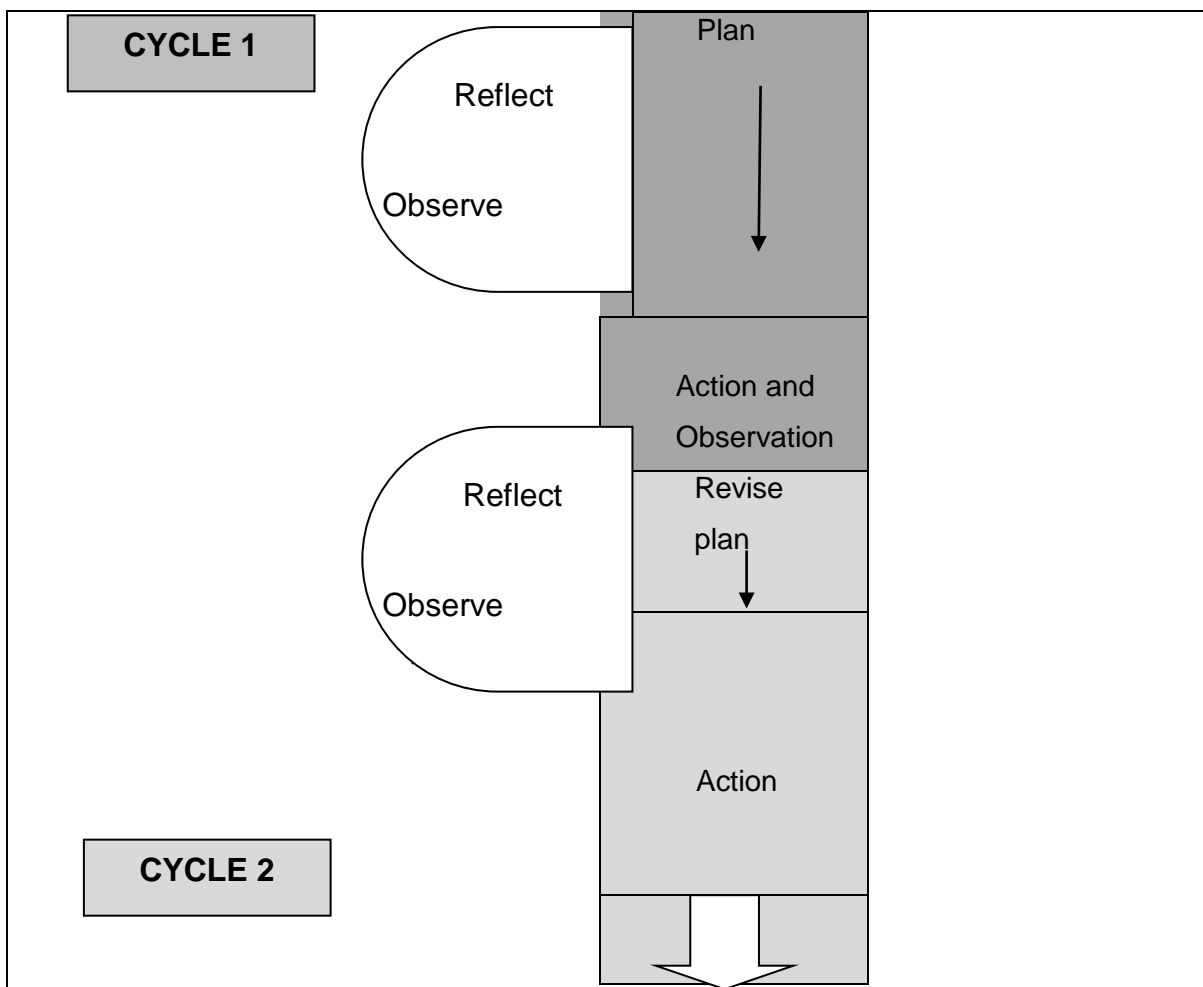 CYCLE 1
Plan
Reflect
Observe
Action and
Observation
Revise
plan
Reflect
Observe
Action
CYCLE 2